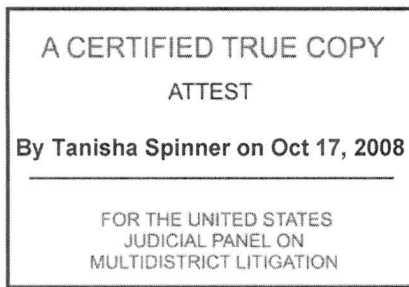 A CERTIFIED TRUE COPY
ATTEST
By Tanisha Spinner on Oct 17, 2008
FOR THE UNITED STATES
JUDICIAL PANEL ON
MULTIDISTRICT LITIGATION